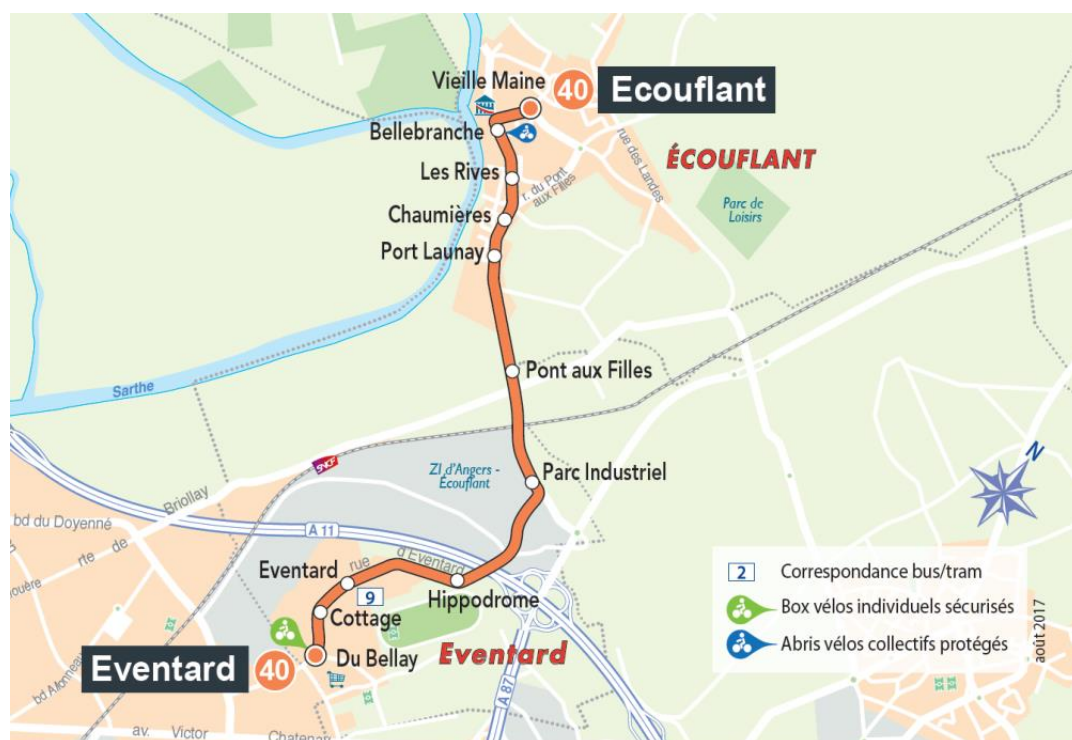 Vieille Maine
40
Ecouflant
Bellebranche
ÉCOUFLANT
rue des Landes
Les Rives
r. du Pont
aux Filles
Parc de
Loisirs
Chaumières
Port Launay
Pont aux Filles
Sarthe
SNCF
ZI d'Angers -
Écouflant
Parc Industriel
N
rte de Briollay
bd du Doyenné
A 11
rue d'Eventard
Eventard
9
Hippodrome
Cottage
Eventard
40
Du Bellay
Eventard
A 87
av. Victor
2
Correspondance bus/tram
Box vélos individuels sécurisés
Abris vélos collectifs protégés
août 2017